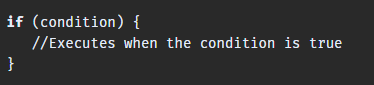 if (condition) {
   //Executes when the condition is true
}